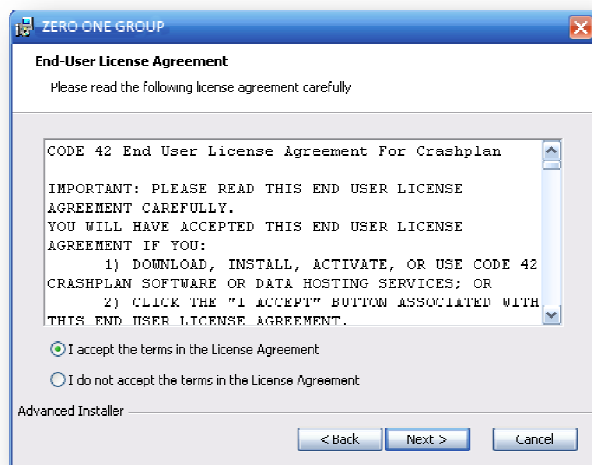 ZERO ONE GROUP
End-User License Agreement
Please read the following license agreement carefully
CODE 42 End User License Agreement For Crashplan
IMPORTANT: PLEASE READ THIS END USER LICENSE
AGREEMENT CAREFULLY.
YOU WILL HAVE ACCEPTED THIS END USER LICENSE
AGREEMENT IF YOU:
1) DOWNLOAD, INSTALL, ACTIVATE, OR USE CODE 42
CRASHPLAN SOFTWARE OR DATA HOSTING SERVICES; OR
2) CLICK THE "I ACCEPT" BUTTON ASSOCIATED WITH
THIS END USER LICENSE AGREEMENT.
I accept the terms in the License Agreement
I do not accept the terms in the License Agreement
Advanced Installer
< Back Next > Cancel